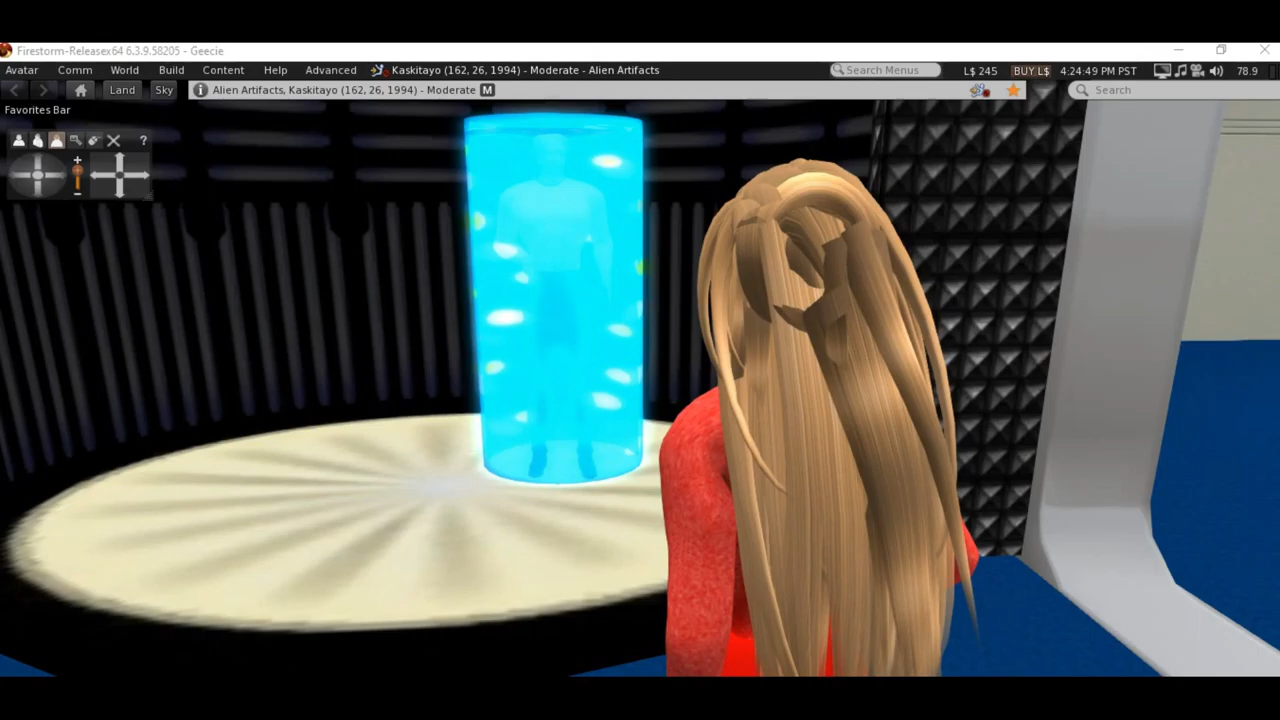 Firestorm-Releasex64 6.3.9.58205 - Geecie
Avatar Comm World Build Content Help Advanced Kaskitayo (162, 26, 1994) - Moderate - Alien Artifacts Search Menus L$ 245 BUY L$ 4:24:49 PM PST 78.9
Land Sky Alien Artifacts, Kaskitayo (162, 26, 1994) - Moderate M Search
Favorites Bar
?